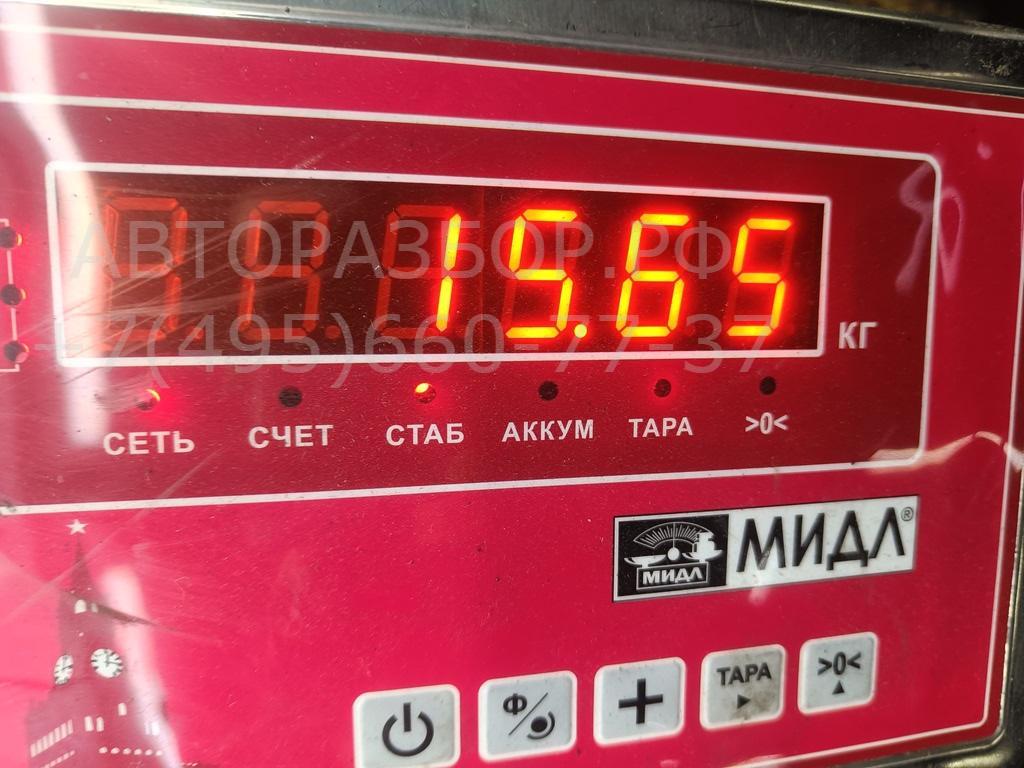 АВТОРАЗБОР.РФ
15.65
+7(495)660-77-37
КГ
СЕТЬ СЧЕТ СТАБ АККУМ ТАРА >0<
МИДЛ МИДЛ®
Ф + ТАРА >0<